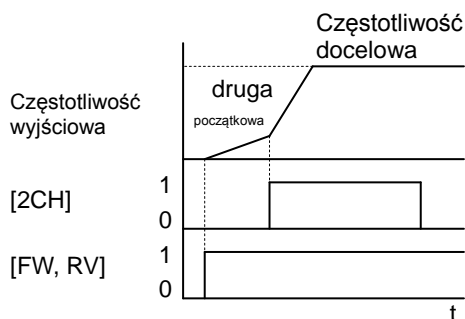 Częstotliwość
docelowa
druga
początkowa
Częstotliwość
wyjściowa
[2CH]
1
0
[FW, RV]
1
0
t